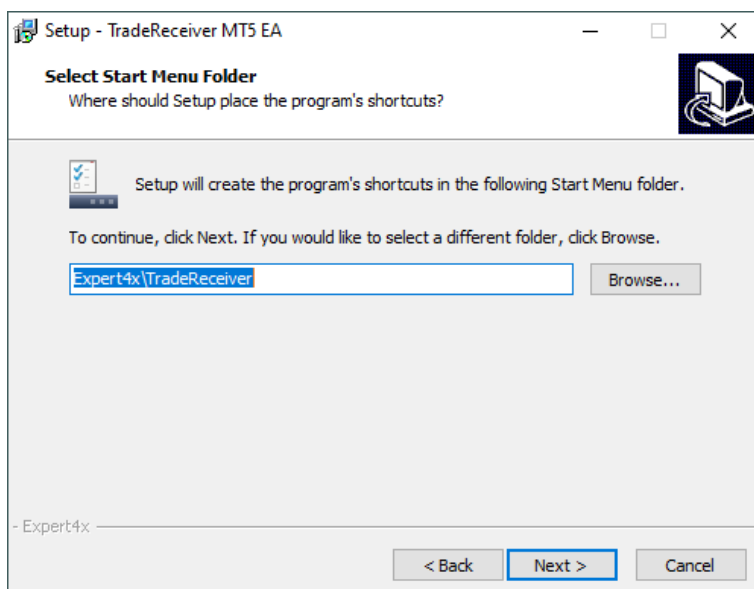 Setup - TradeReceiver MT5 EA
Select Start Menu Folder
Where should Setup place the program's shortcuts?
Setup will create the program's shortcuts in the following Start Menu folder.
To continue, click Next. If you would like to select a different folder, click Browse.
Expert4x\TradeReceiver
Browse...
- Expert4x
< Back
Next >
Cancel